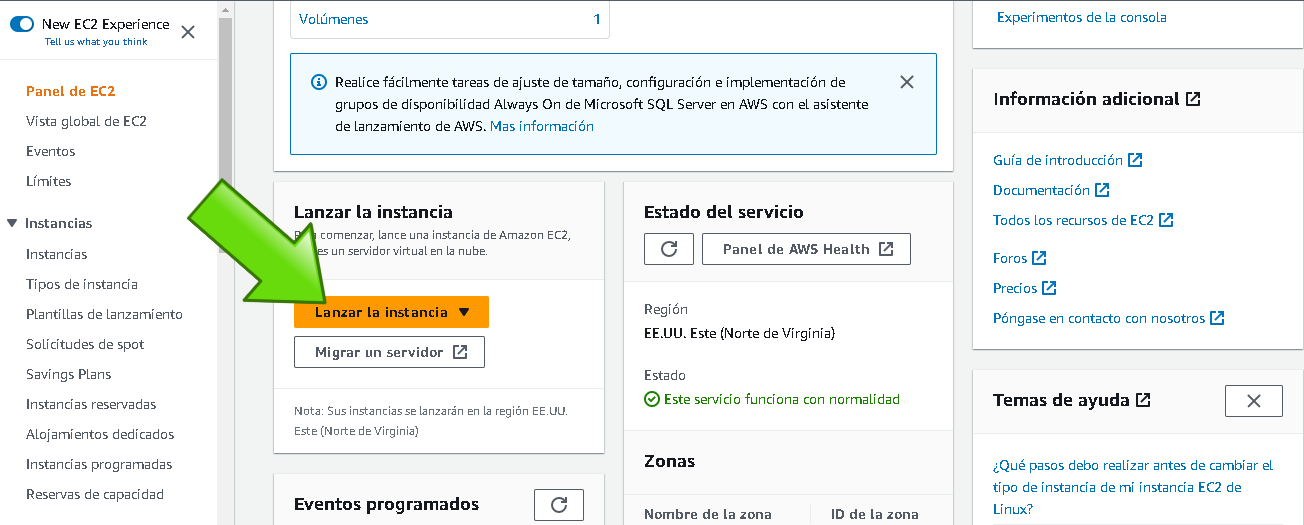 New EC2 Experience
Tell us what you think
Panel de EC2
Vista global de EC2
Eventos
Límites
Instancias
Instancias
Tipos de instancia
Plantillas de lanzamiento
Solicitudes de spot
Savings Plans
Instancias reservadas
Alojamientos dedicados
Instancias programadas
Reservas de capacidad
Volúmenes 1
Realice fácilmente tareas de ajuste de tamaño, configuración e implementación de
grupos de disponibilidad Always On de Microsoft SQL Server en AWS con el asistente
de lanzamiento de AWS. Mas información
Lanzar la instancia
comenzar, lance una instancia de Amazon EC2,
es un servidor virtual en la nube.
Lanzar la instancia
Migrar un servidor
Nota: Sus instancias se lanzarán en la región EE.UU.
Este (Norte de Virginia)
Eventos programados
Estado del servicio
Panel de AWS Health
Región
EE.UU. Este (Norte de Virginia)
Estado
Este servicio funciona con normalidad
Zonas
Nombre de la zona ID de la zona
Experimentos de la consola
Información adicional
Guía de introducción
Documentación
Todos los recursos de EC2
Foros
Precios
Póngase en contacto con nosotros
Temas de ayuda
¿Qué pasos debo realizar antes de cambiar el
tipo de instancia de mi instancia EC2 de
Linux?